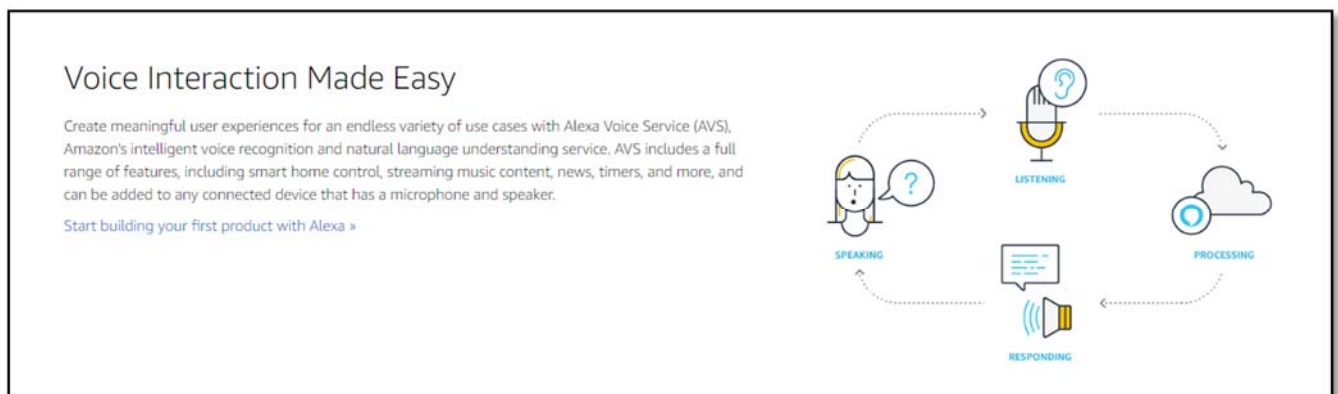 Voice Interaction Made Easy
Create meaningful user experiences for an endless variety of use cases with Alexa Voice Service (AVS),
Amazon's intelligent voice recognition and natural language understanding service. AVS includes a full
range of features, including smart home control, streaming music content, news, timers, and more, and
can be added to any connected device that has a microphone and speaker.
Start building your first product with Alexa »
?
LISTENING
SPEAKING
PROCESSING
RESPONDING